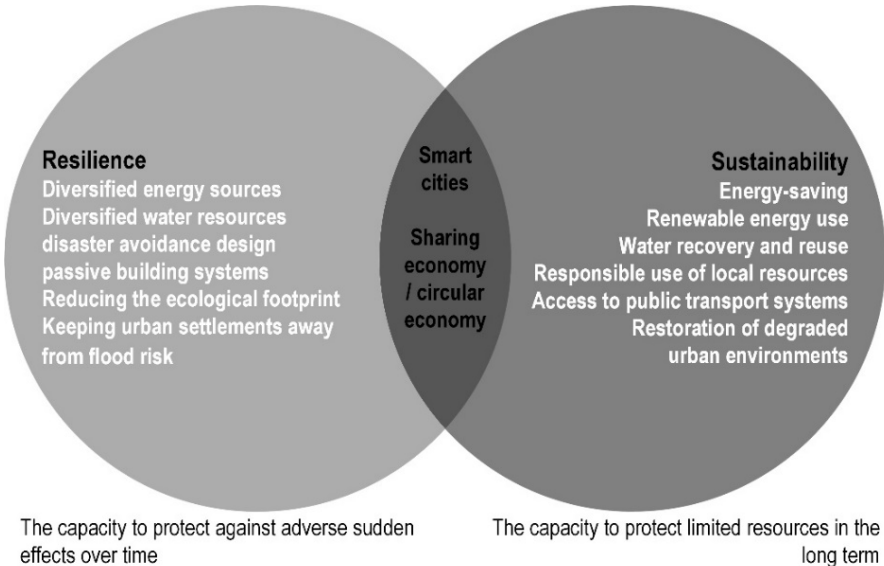 Resilience
Diversified energy sources
Diversified water resources
disaster avoidance design
passive building systems
Reducing the ecological footprint
Keeping urban settlements away
from flood risk
Smart
cities
Sharing
economy
/ circular
economy
Sustainability
Energy-saving
Renewable energy use
Water recovery and reuse
Responsible use of local resources
Access to public transport systems
Restoration of degraded
urban environments
The capacity to protect against adverse sudden
effects over time
The capacity to protect limited resources in the
long term